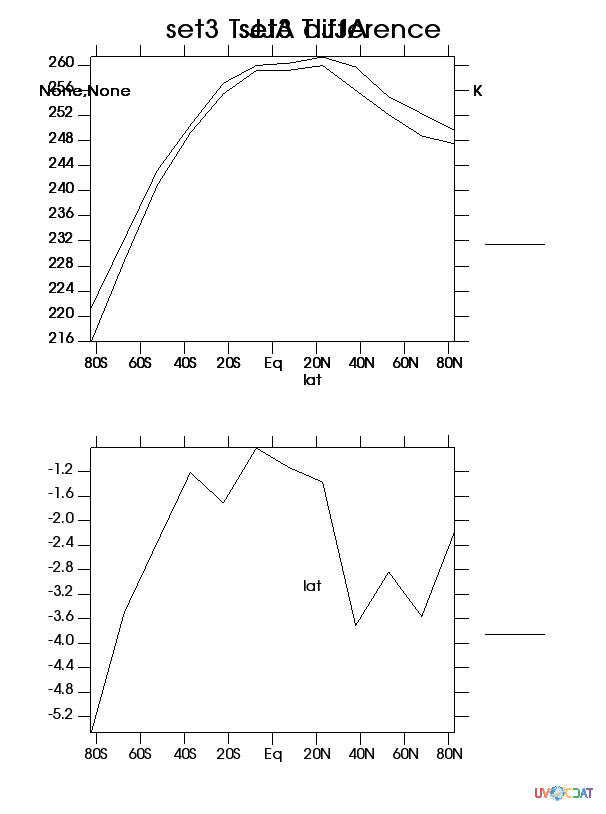 set3 T JJA difference
260
256
None,None
K
252
248
244
240
236
232
228
224
220
216
80S 60S 40S 20S Eq 20N 40N 60N 80N
lat
-1.2
-1.6
-2.0
-2.4
-2.8
lat
-3.2
-3.6
-4.0
-4.4
-4.8
-5.2
80S 60S 40S 20S Eq 20N 40N 60N 80N
UV CDAT